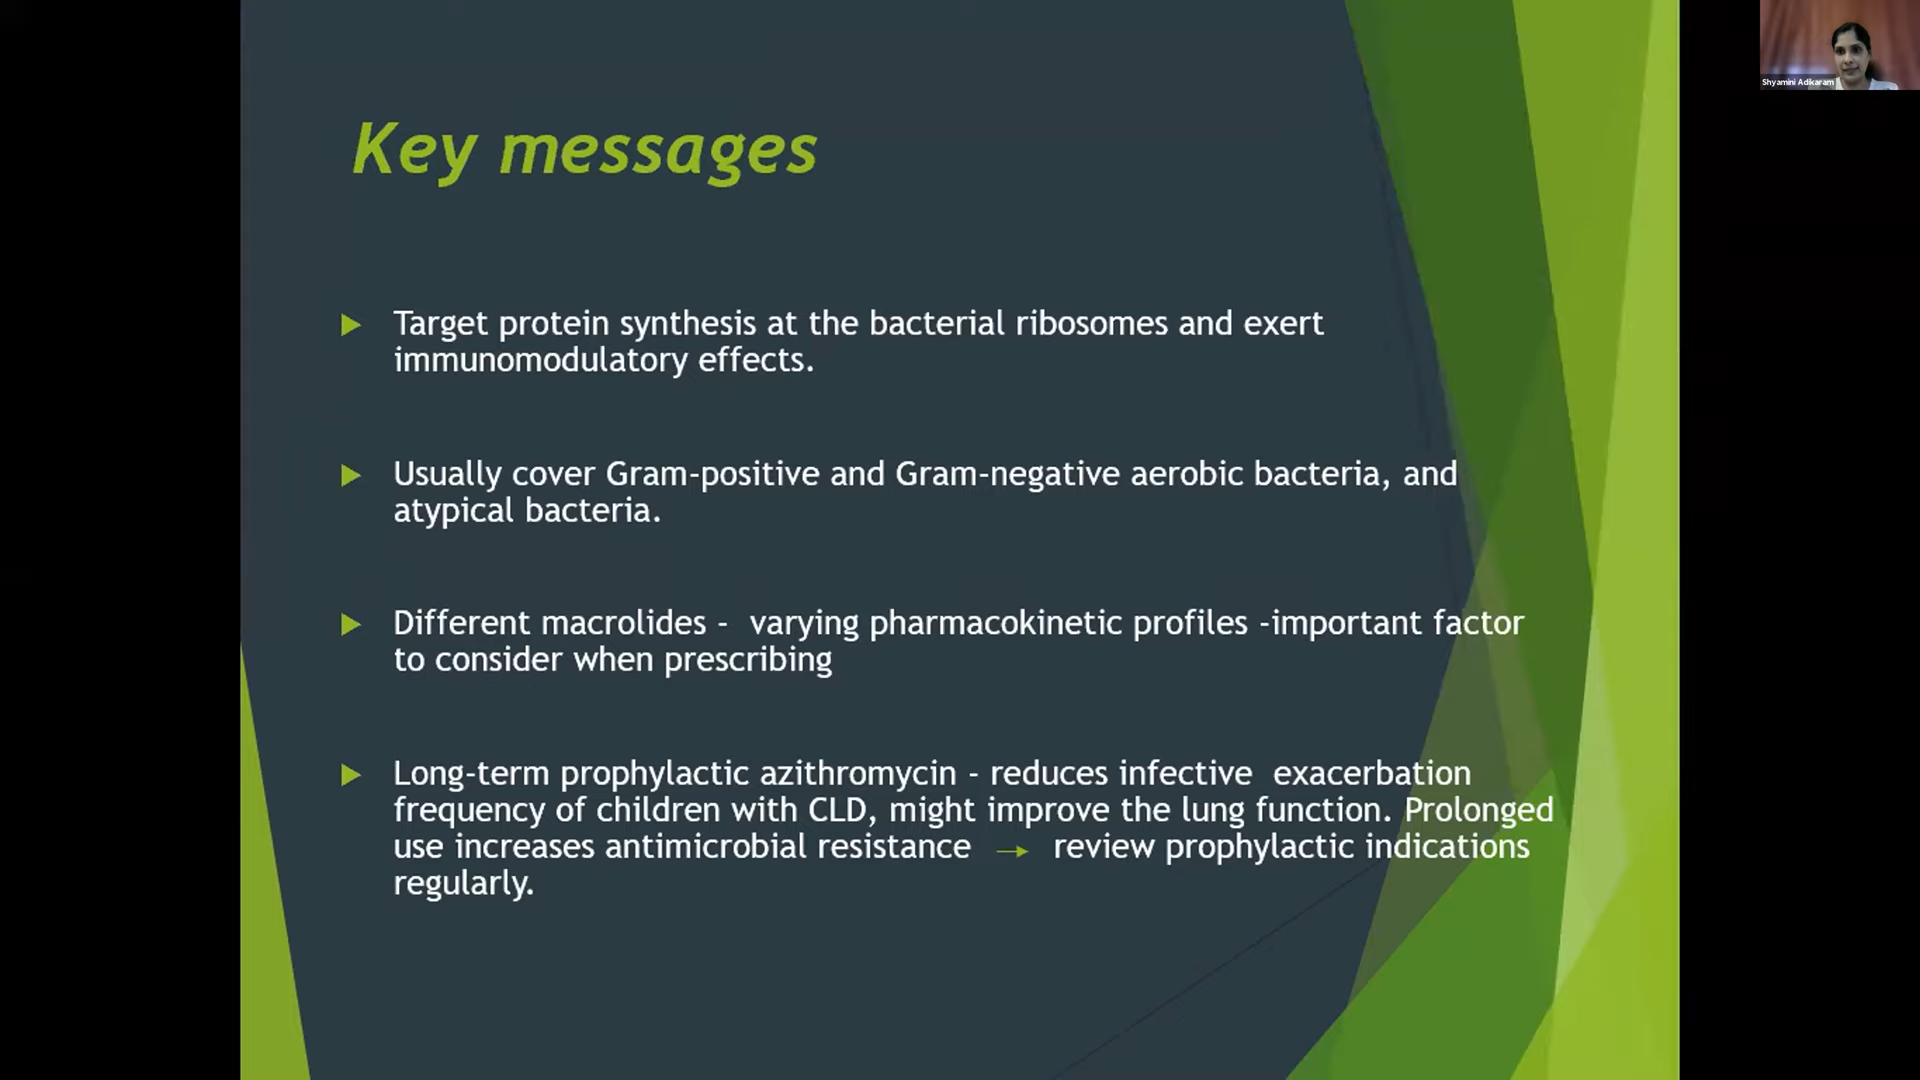 Shyamini Adikaram
Key messages
Target protein synthesis at the bacterial ribosomes and exert
immunomodulatory effects.
Usually cover Gram-positive and Gram-negative aerobic bacteria, and
atypical bacteria.
Different macrolides - varying pharmacokinetic profiles -important factor
to consider when prescribing
Long-term prophylactic azithromycin - reduces infective exacerbation
frequency of children with CLD, might improve the lung function. Prolonged
use increases antimicrobial resistance → review prophylactic indications
regularly.